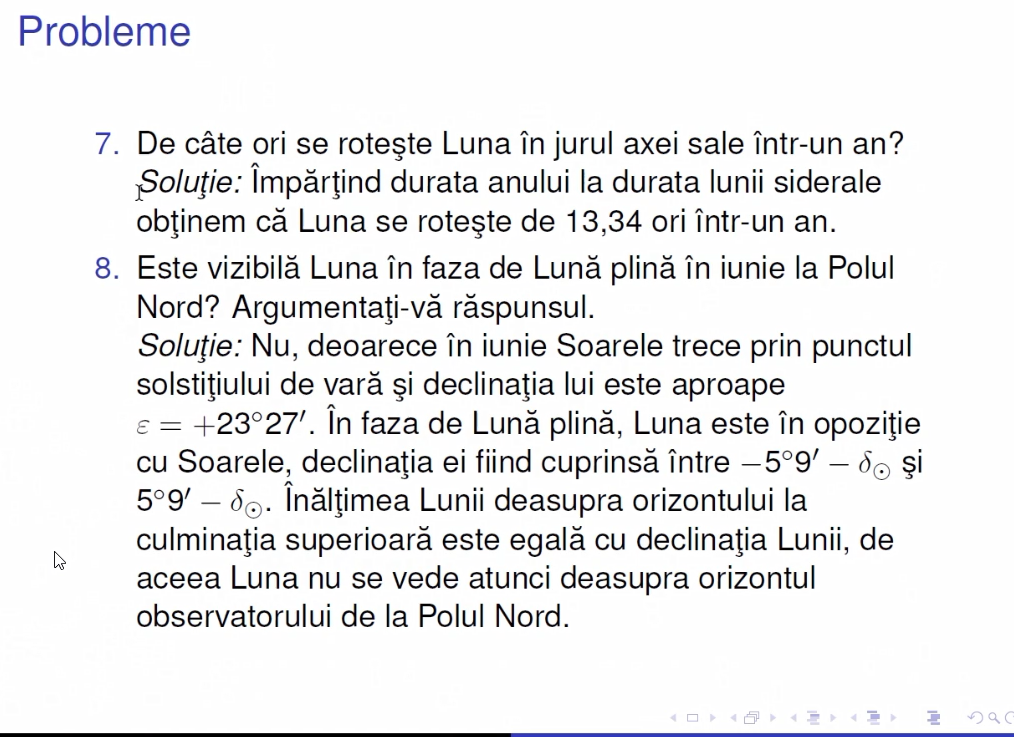 Probleme
7. De câte ori se roteşte Luna în jurul axei sale într-un an?
Soluţie: Împărţind durata anului la durata lunii siderale
obţinem că Luna se roteşte de 13,34 ori într-un an.
8. Este vizibilă Luna în faza de Lună plină în iunie la Polul
Nord? Argumentaţi-vă răspunsul.
Soluţie: Nu, deoarece în iunie Soarele trece prin punctul
solstiţiului de vară şi declinaţia lui este aproape
ε = +23°27′. În faza de Lună plină, Luna este în opoziţie
cu Soarele, declinaţia ei fiind cuprinsă între −5°9′ − δ☉ şi
5°9′ − δ☉. Înălţimea Lunii deasupra orizontului la
culminaţia superioară este egală cu declinaţia Lunii, de
aceea Luna nu se vede atunci deasupra orizontul
observatorului de la Polul Nord.